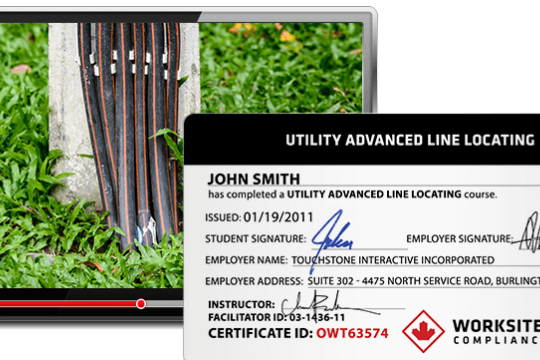 UTILITY ADVANCED LINE LOCATING
JOHN SMITH
has completed a UTILITY ADVANCED LINE LOCATING course.
ISSUED: 01/19/2011
STUDENT SIGNATURE: John EMPLOYER SIGNATURE:
EMPLOYER NAME: TOUCHSTONE INTERACTIVE INCORPORATED
EMPLOYER ADDRESS: SUITE 302 - 4475 NORTH SERVICE ROAD, BURLINGT
INSTRUCTOR:
FACILITATOR ID: 03-1436-11
CERTIFICATE ID: OWT63574
WORKSITE
COMPLIANC